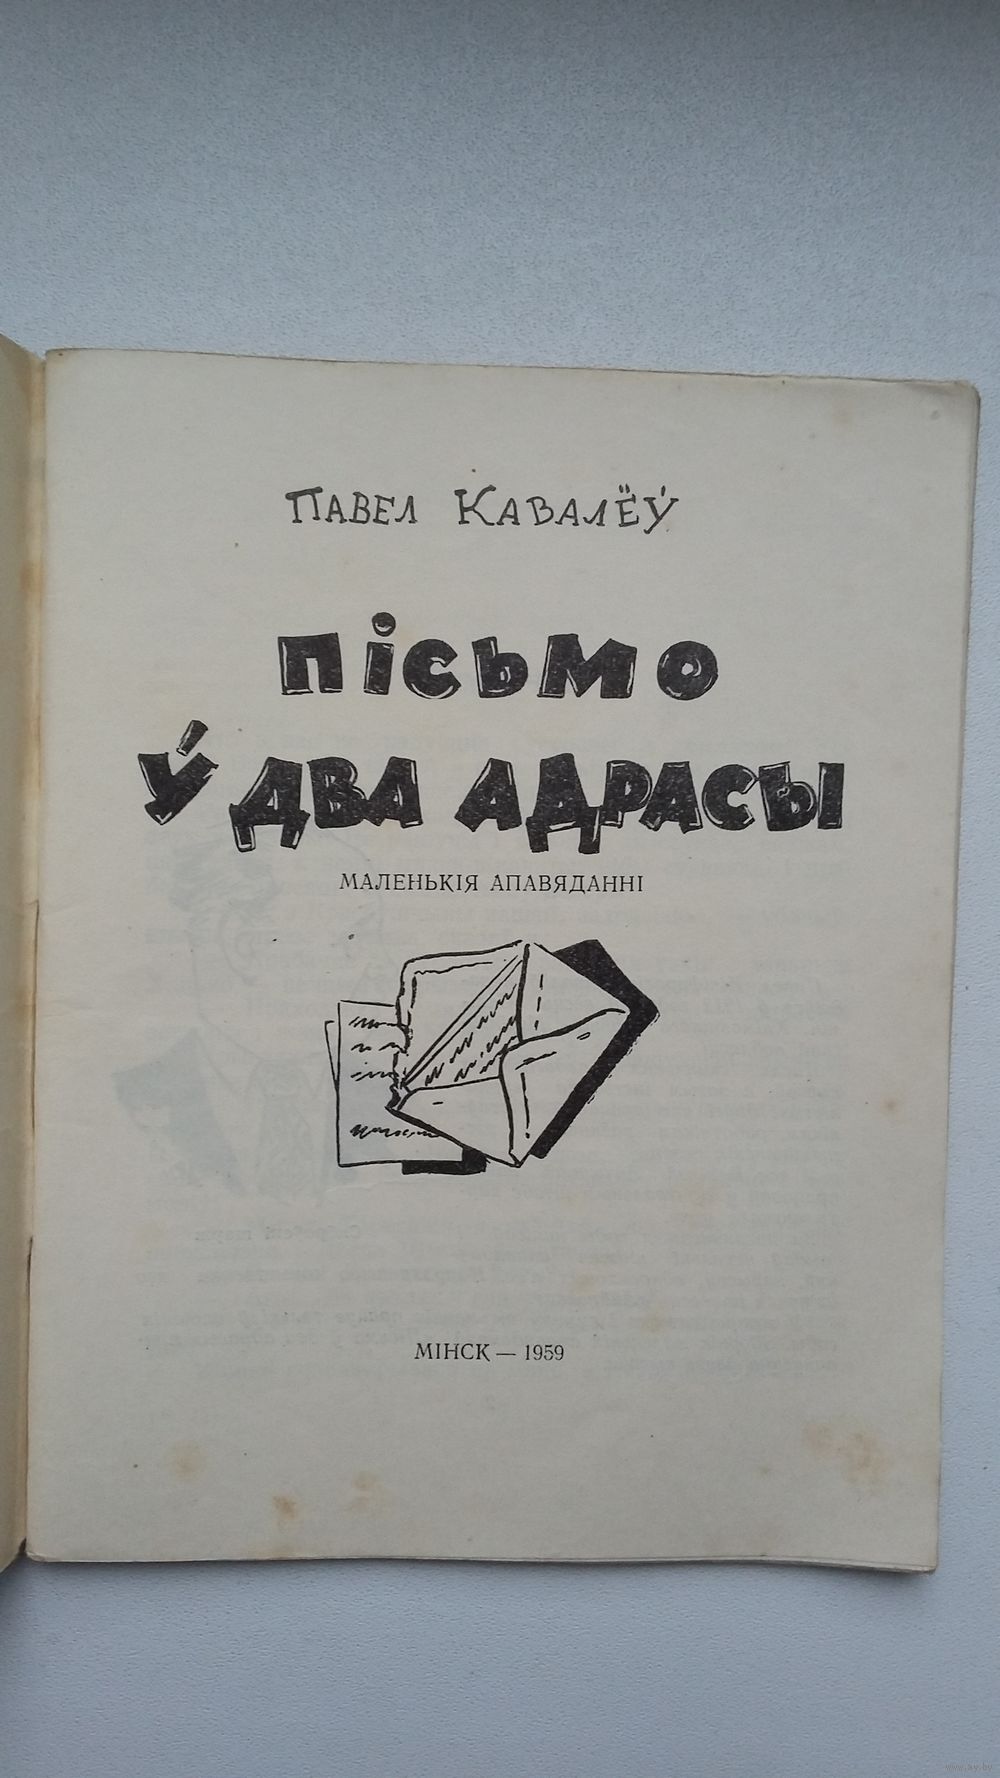 ПАВЕЛ КАВАЛЁЎ
ПІСЬМО
Ў ДВА АДРАСЫ
МАЛЕНЬКІЯ АПАВЯДАННІ
МІНСК — 1959